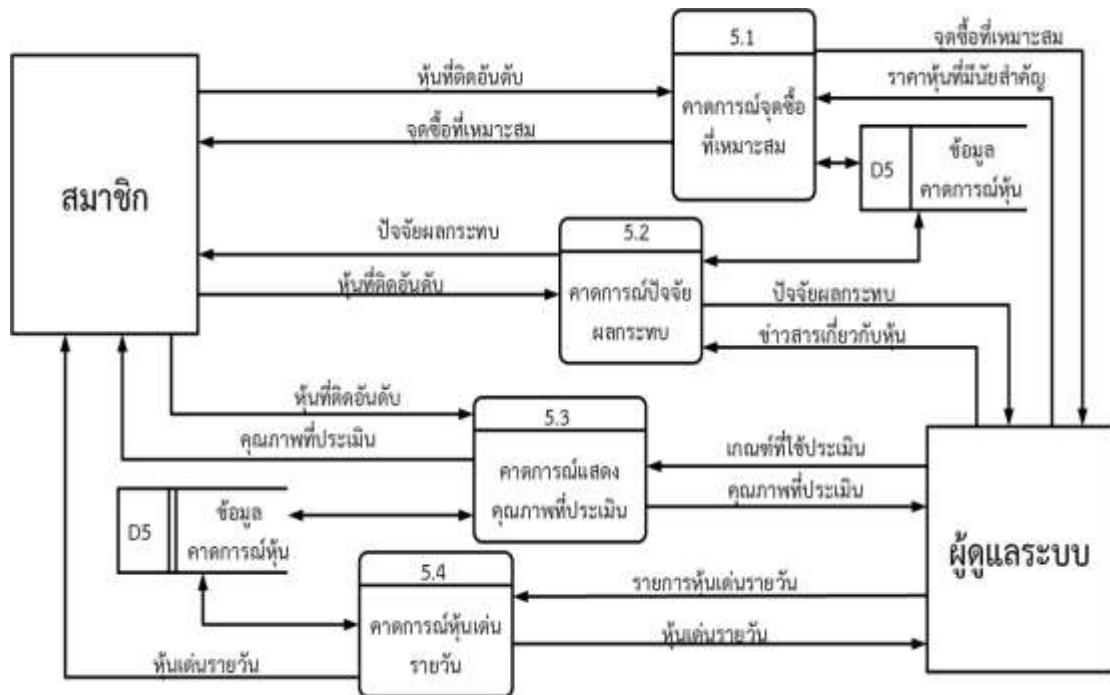 5.1
จุดซื้อที่เหมาะสม
หุ้นที่ติดอันดับ
ราคาหุ้นที่มีนัยสำคัญ
คาดการณ์จุดซื้อ
ที่เหมาะสม
จุดซื้อที่เหมาะสม
D5
ข้อมูล
คาดการณ์หุ้น
สมาชิก
5.2
ปัจจัยผลกระทบ
หุ้นที่ติดอันดับ
คาดการณ์ปัจจัย
ผลกระทบ
ปัจจัยผลกระทบ
ข่าวสารเกี่ยวกับหุ้น
หุ้นที่ติดอันดับ
5.3
คุณภาพที่ประเมิน
เกณฑ์ที่ใช้ประเมิน
คาดการณ์แสดง
คุณภาพที่ประเมิน
คุณภาพที่ประเมิน
D5
ข้อมูล
คาดการณ์หุ้น
ผู้ดูแลระบบ
5.4
รายการหุ้นเด่นรายวัน
คาดการณ์หุ้นเด่น
รายวัน
หุ้นเด่นรายวัน
หุ้นเด่นรายวัน